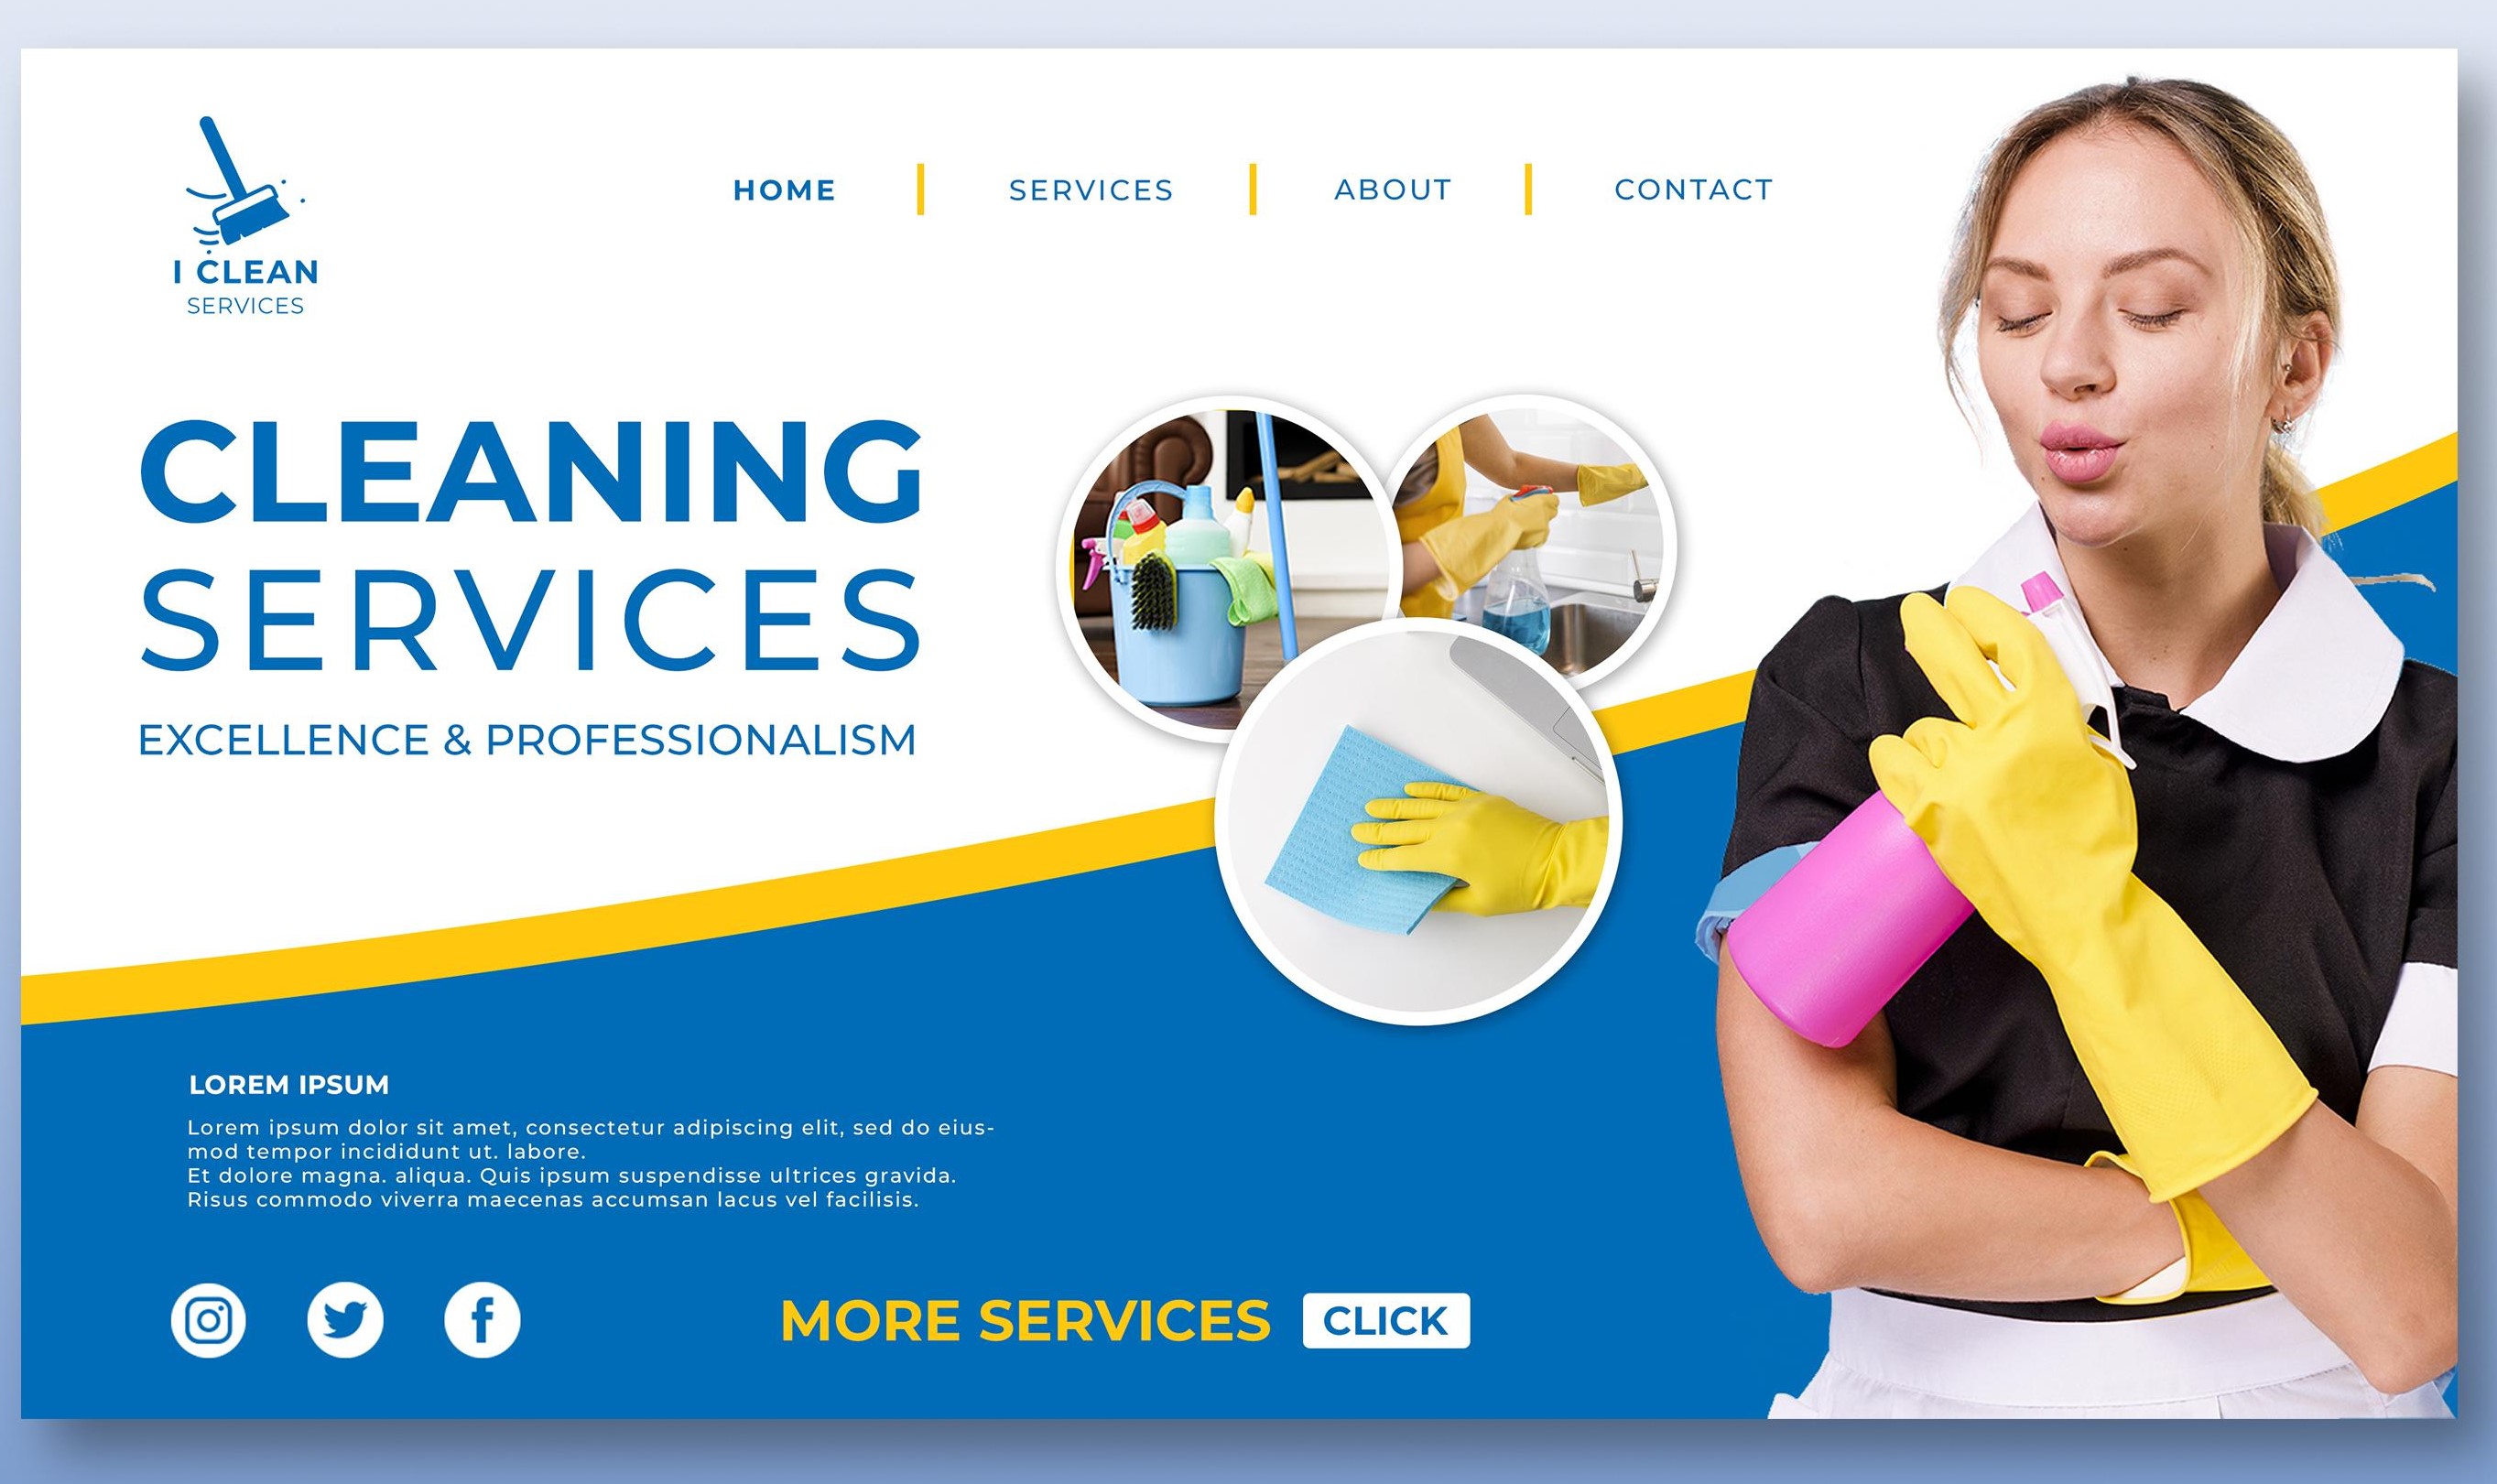 I CLEAN
SERVICES
HOME
SERVICES
ABOUT
CONTACT
CLEANING
SERVICES
EXCELLENCE & PROFESSIONALISM
LOREM IPSUM
Lorem ipsum dolor sit amet, consectetur adipiscing elit, sed do eius-
mod tempor incididunt ut. labore.
Et dolore magna. aliqua. Quis ipsum suspendisse ultrices gravida.
Risus commodo viverra maecenas accumsan lacus vel facilisis.
MORE SERVICES
CLICK